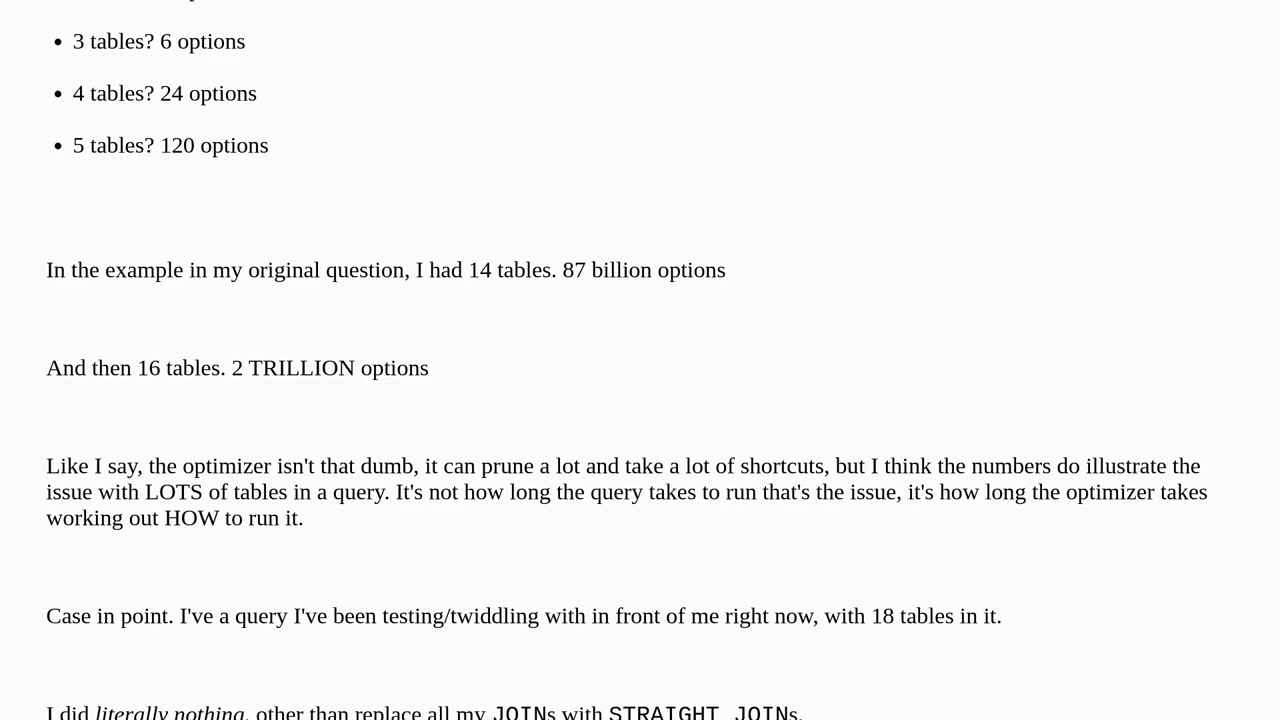 3 tables? 6 options
4 tables? 24 options
5 tables? 120 options
In the example in my original question, I had 14 tables. 87 billion options
And then 16 tables. 2 TRILLION options
Like I say, the optimizer isn't that dumb, it can prune a lot and take a lot of shortcuts, but I think the numbers do illustrate the
issue with LOTS of tables in a query. It's not how long the query takes to run that's the issue, it's how long the optimizer takes
working out HOW to run it.
Case in point. I've a query I've been testing/twiddling with in front of me right now, with 18 tables in it.
I did literally nothing, other than replace all my JOINs with STRAIGHT_JOINs.